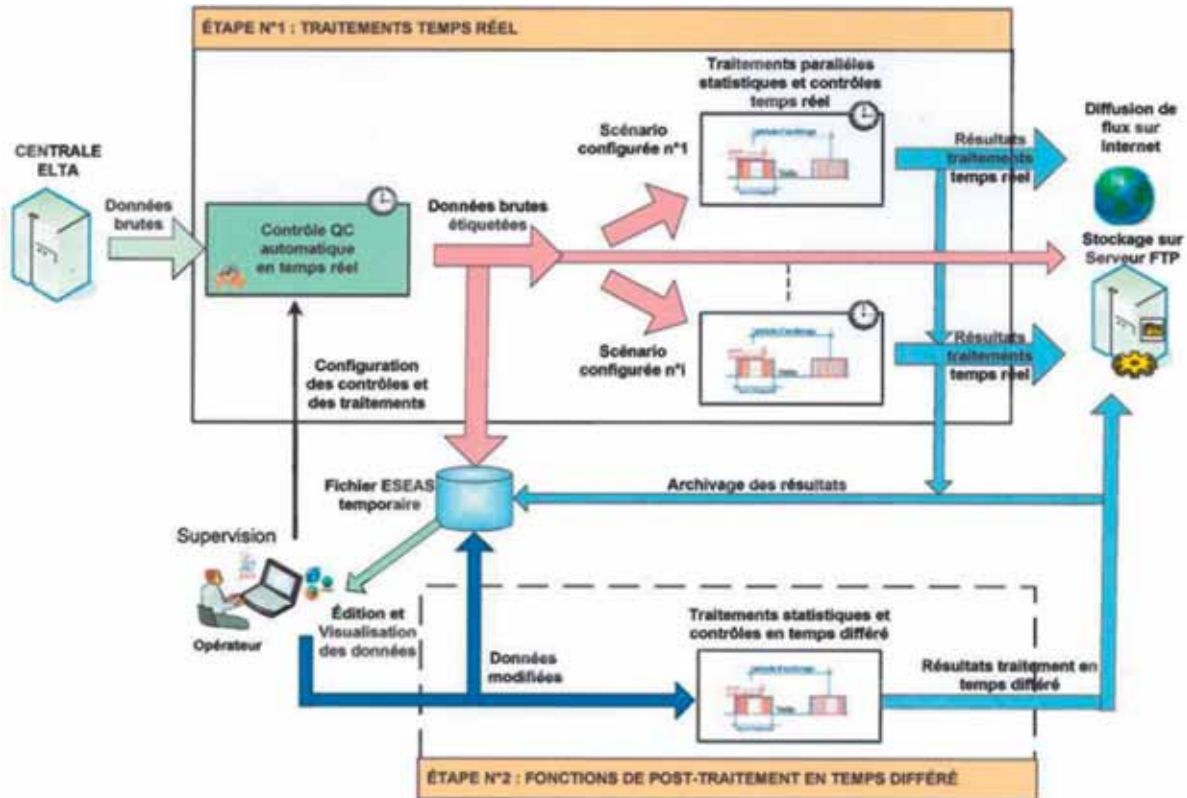 ÉTAPE N°1 : TRAITEMENTS TEMPS RÉEL
Traitements parallèles
statistiques et contrôles
temps réel
Diffusion de
flux sur
Internet
CENTRALE
ELTA
Scénario
configurée n°1
Résultats
traitements
temps réel
Données
brutes
Contrôle QC
automatique
en temps réel
Données brutes
étiquetées
Stockage sur
Serveur FTP
Scénario
configurée n°i
Résultats
traitements
temps réel
Configuration
des contrôles et
des traitements
Fichier ESEAS
temporaire
Archivage des résultats
Supervision
Opérateur
Édition et
Visualisation
des données
Données
modifiées
Traitements statistiques et
contrôles en temps différé
Résultats traitement en
temps différé
ÉTAPE N°2 : FONCTIONS DE POST-TRAITEMENT EN TEMPS DIFFÉRÉ